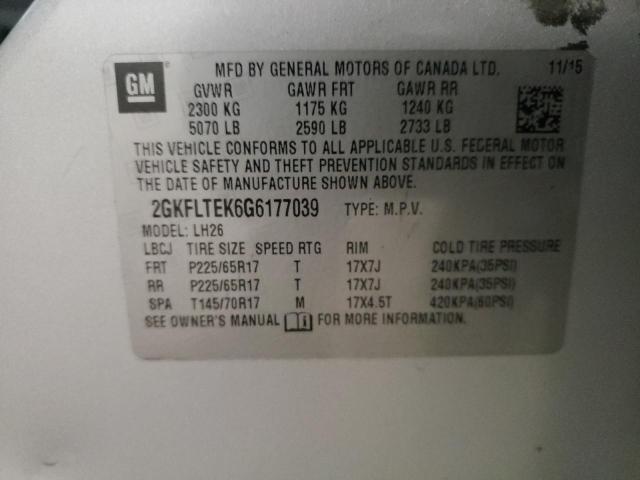 GM ® MFD BY GENERAL MOTORS OF CANADA LTD. 11/15
GVWR GAWR FRT GAWR RR
2300 KG 1175 KG 1240 KG
5070 LB 2590 LB 2733 LB
THIS VEHICLE CONFORMS TO ALL APPLICABLE U.S. FEDERAL MOTOR
VEHICLE SAFETY AND THEFT PREVENTION STANDARDS IN EFFECT ON
THE DATE OF MANUFACTURE SHOWN ABOVE.
2GKFLTEK6G6177039 TYPE: M.P.V.
MODEL: LH26
LBCJ TIRE SIZE SPEED RTG RIM COLD TIRE PRESSURE
FRT P225/65R17 T 17X7J 240KPA(35PSI)
RR P225/65R17 T 17X7J 240KPA(35PSI)
SPA T145/70R17 M 17X4.5T 420KPA(60PSI)
SEE OWNER'S MANUAL FOR MORE INFORMATION.